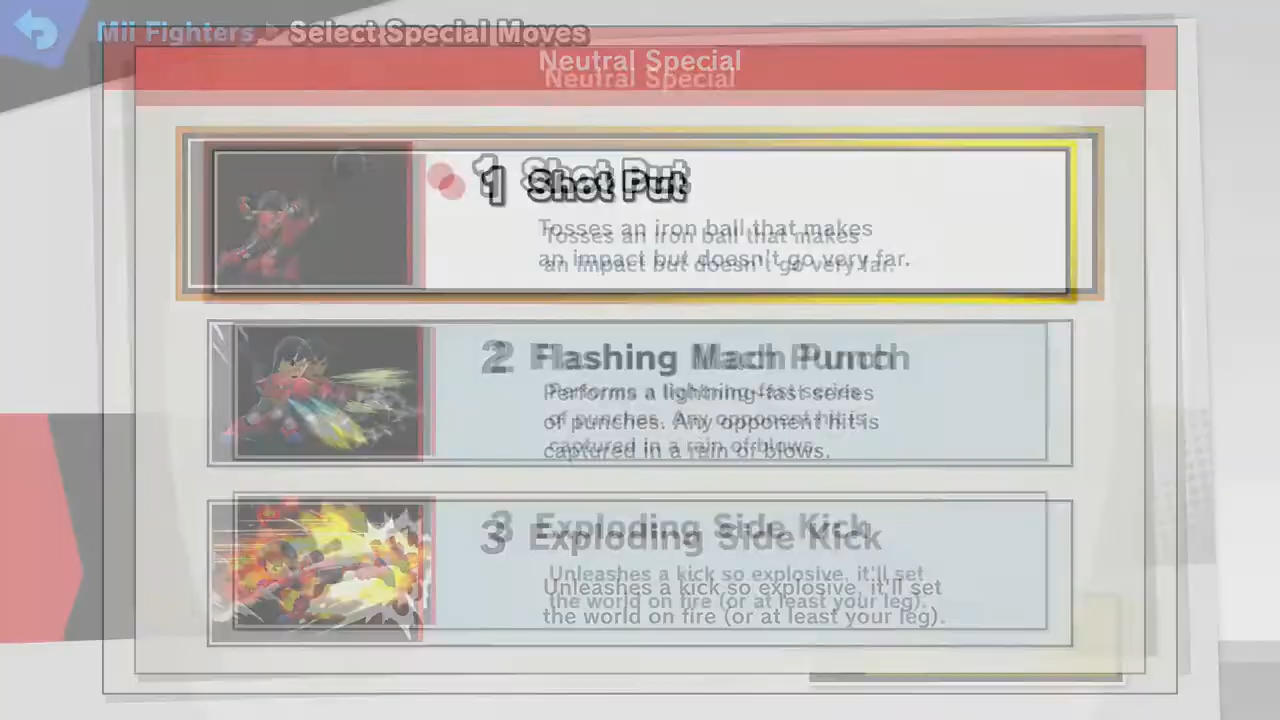 Mii Fighters ▸ Select Special Moves
Neutral Special
1 Shot Put
Tosses an iron ball that makes
an impact but doesn't go very far.
2 Flashing Mach Punch
Performs a lightning-fast series
of punches. Any opponent hit is
captured in a rain of blows.
3 Exploding Side Kick
Unleashes a kick so explosive, it'll set
the world on fire (or at least your leg).